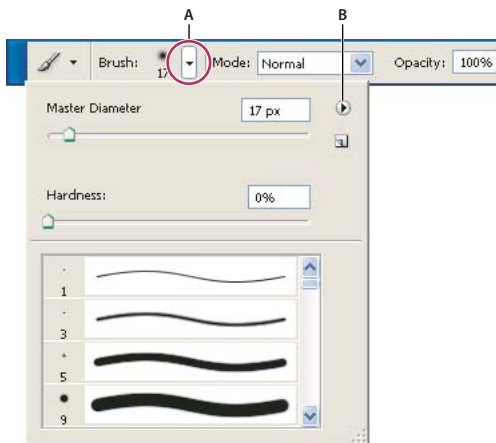 A B
Brush: 17 Mode: Normal Opacity: 100%
Master Diameter 17 px
Hardness: 0%
1
3
5
9